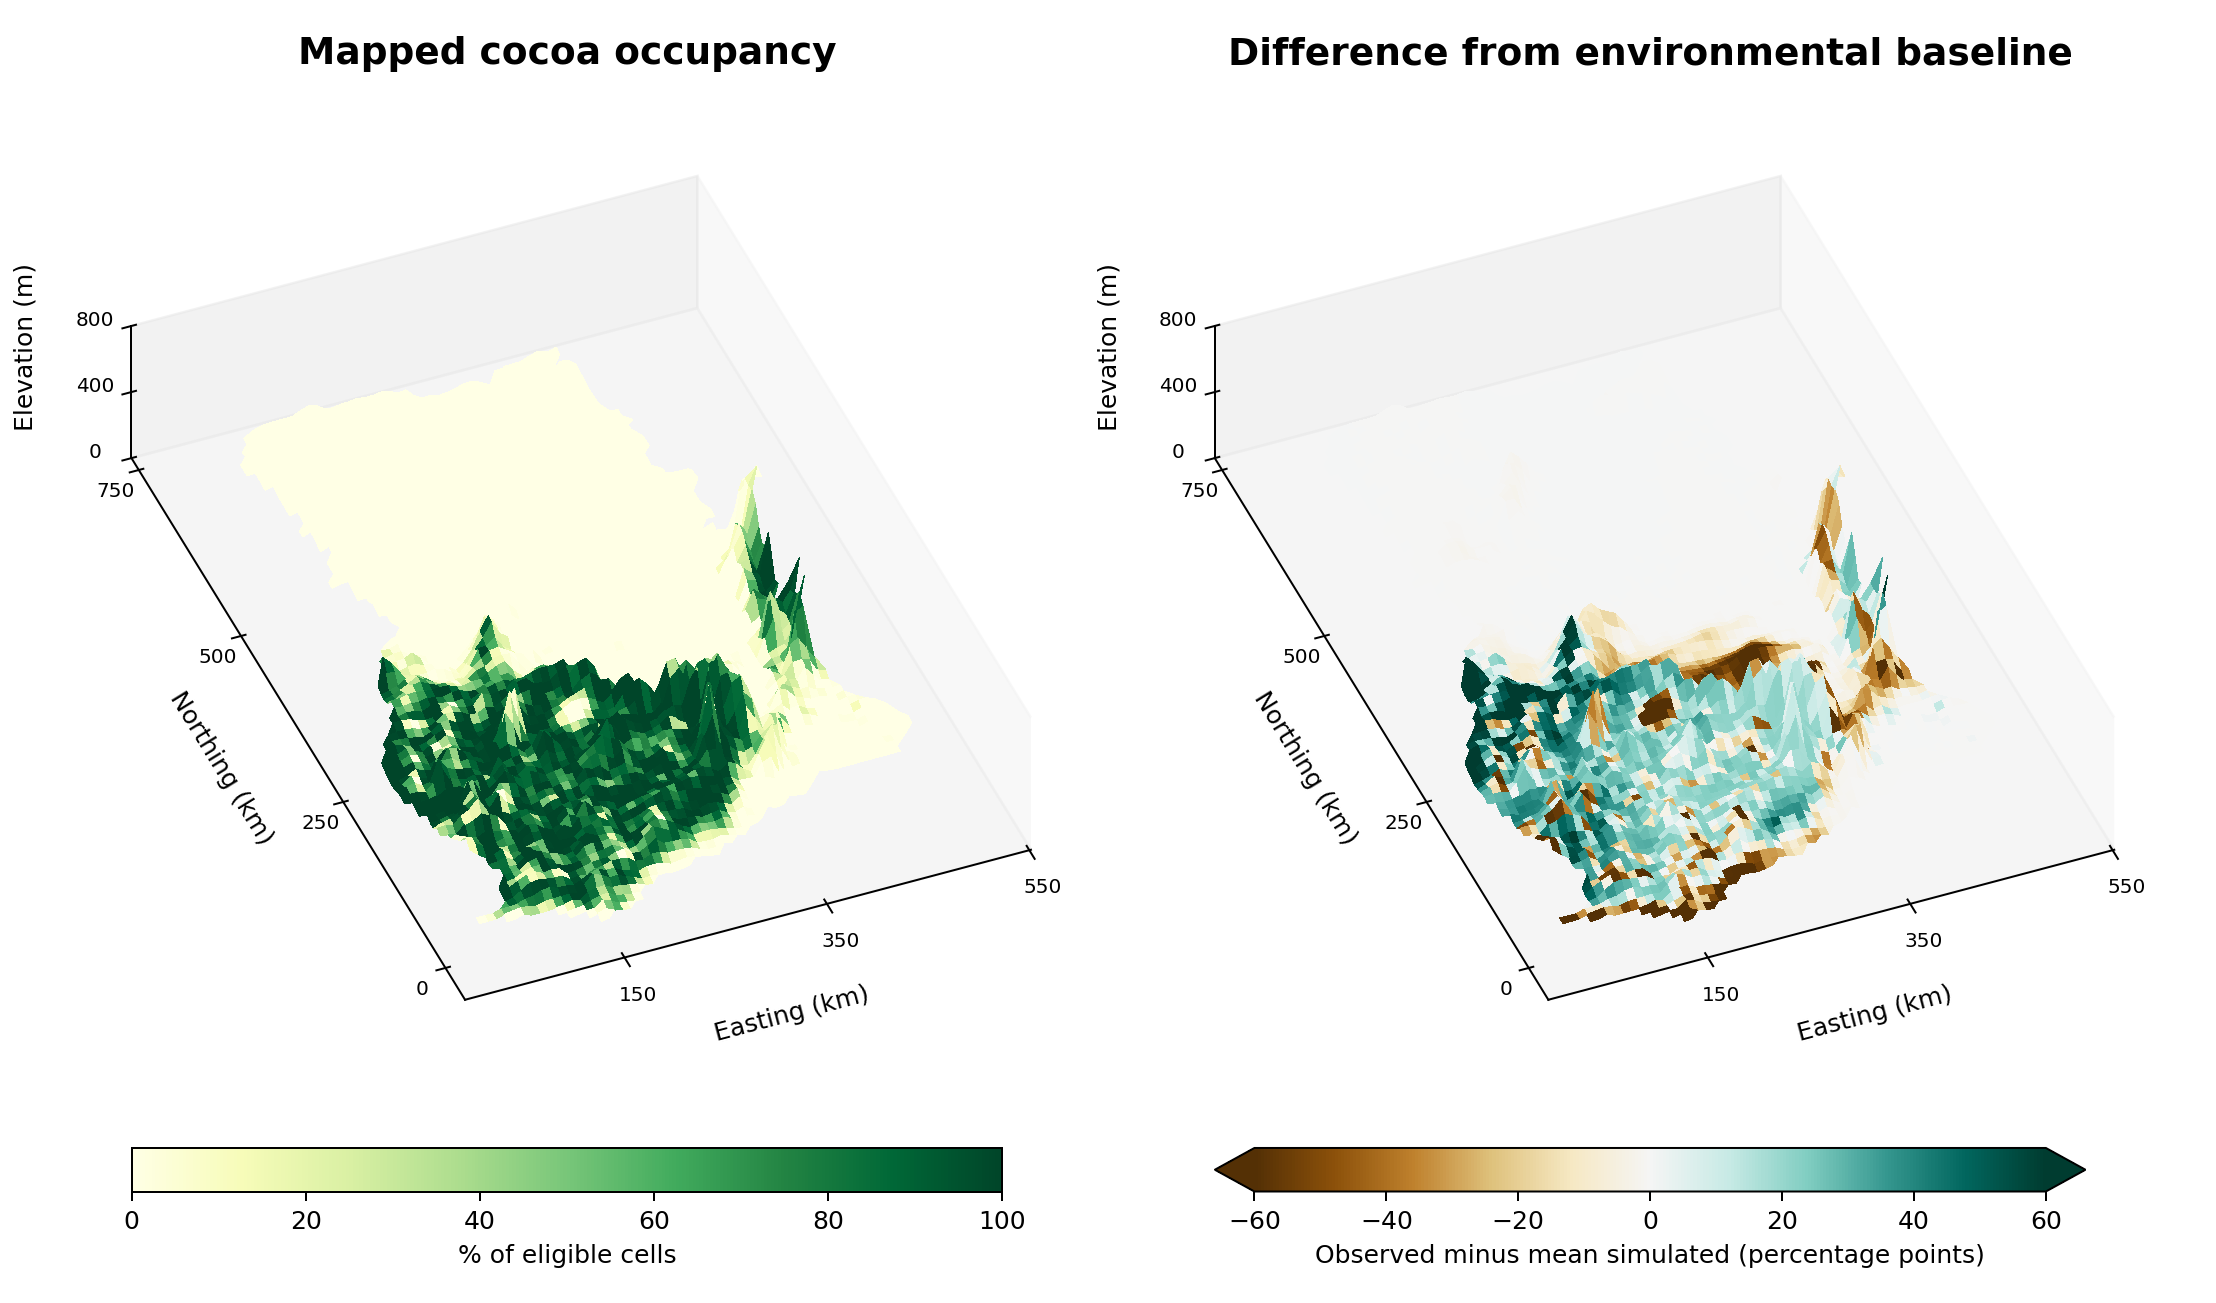 Mapped cocoa occupancy
Elevation (m)
800
400
0
750
500
250
0
Northing (km)
150
350
550
Easting (km)
0 20 40 60 80 100
% of eligible cells
Difference from environmental baseline
Elevation (m)
800
400
0
750
500
250
0
Northing (km)
150
350
550
Easting (km)
−60 −40 −20 0 20 40 60
Observed minus mean simulated (percentage points)